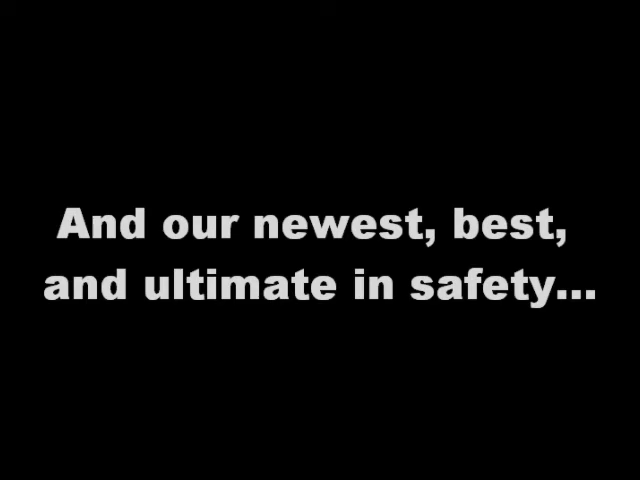 And our newest, best,
and ultimate in safety...